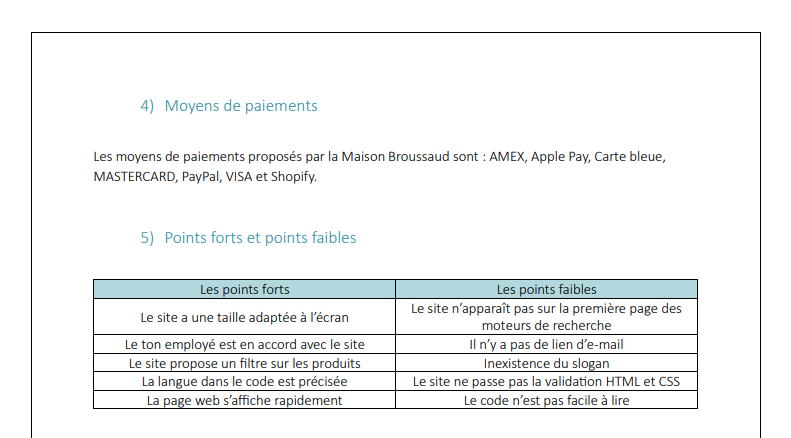 4) Moyens de paiements
Les moyens de paiements proposés par la Maison Broussaud sont : AMEX, Apple Pay, Carte bleue,
MASTERCARD, PayPal, VISA et Shopify.
5) Points forts et points faibles
Les points forts
Les points faibles
Le site a une taille adaptée à l’écran
Le site n’apparaît pas sur la première page des
moteurs de recherche
Le ton employé est en accord avec le site
Il n’y a pas de lien d’e-mail
Le site propose un filtre sur les produits
Inexistence du slogan
La langue dans le code est précisée
Le site ne passe pas la validation HTML et CSS
La page web s’affiche rapidement
Le code n’est pas facile à lire